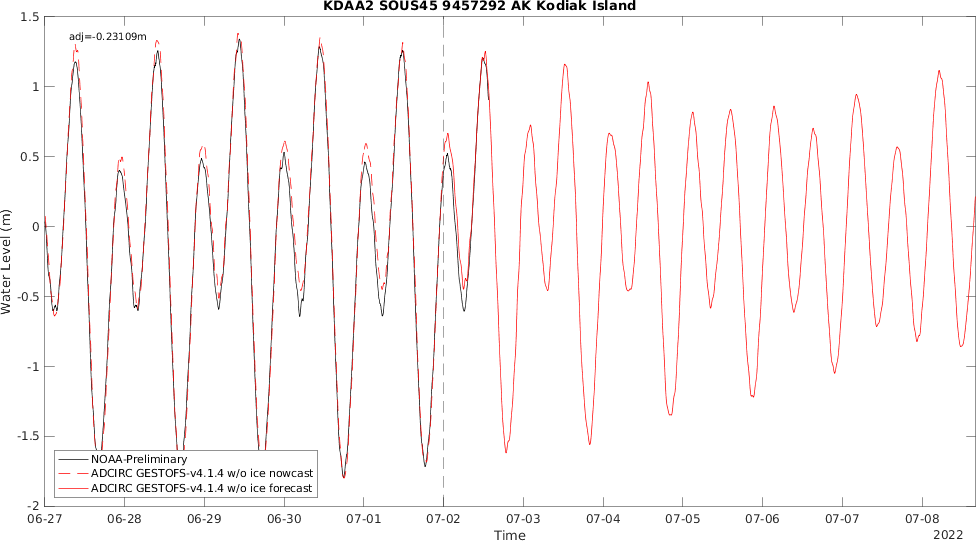 KDAA2 SOUS45 9457292 AK Kodiak Island
adj=-0.23109m
1.5
1
0.5
0
-0.5
-1
-1.5
-2
Water Level (m)
NOAA-Preliminary
ADCIRC GESTOFS-v4.1.4 w/o ice nowcast
ADCIRC GESTOFS-v4.1.4 w/o ice forecast
06-27 06-28 06-29 06-30 07-01 07-02 07-03 07-04 07-05 07-06 07-07 07-08
Time
2022